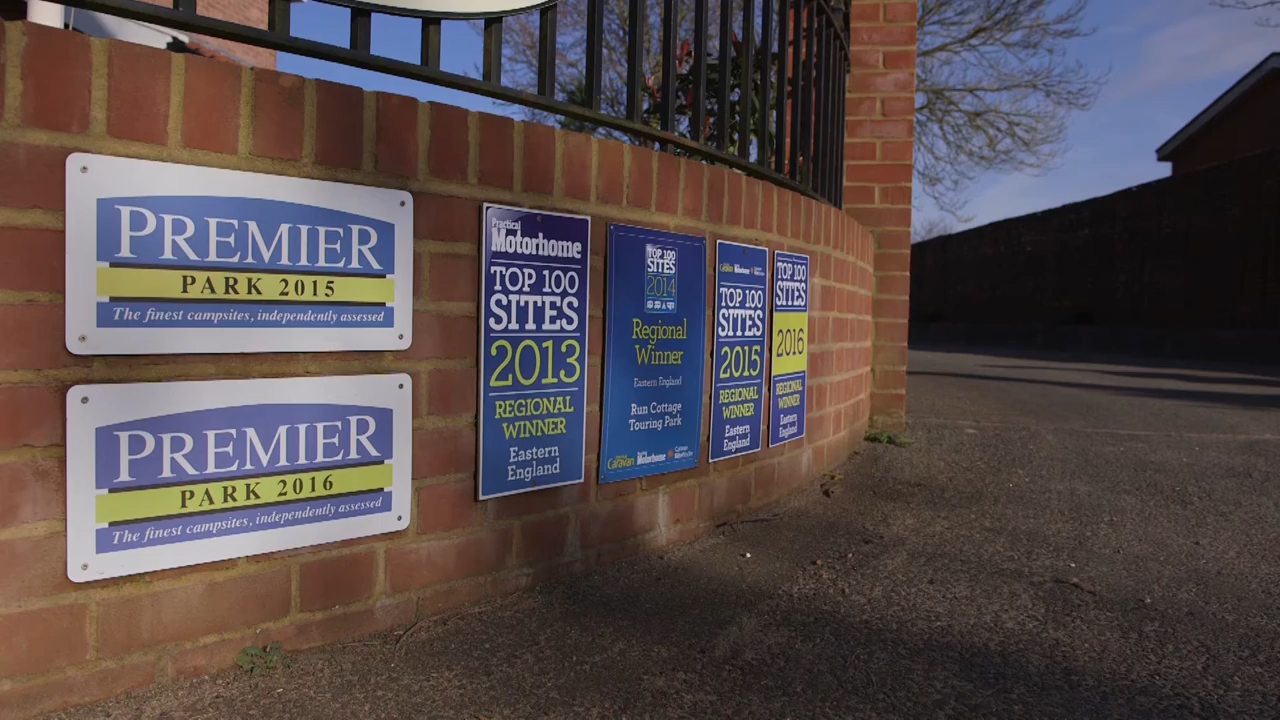 PREMIER
PARK 2015
The finest campsites, independently assessed
PREMIER
PARK 2016
The finest campsites, independently assessed
Practical
Motorhome
TOP 100
SITES
2013
REGIONAL
WINNER
Eastern
England
TOP 100
SITES
2014
Regional
Winner
Eastern England
Run Cottage
Touring Park
Caravan
Motorhome
Caravan Motorhome
TOP 100
SITES
2015
REGIONAL
WINNER
Eastern
England
TOP 100
SITES
2016
REGIONAL
WINNER
Eastern
England